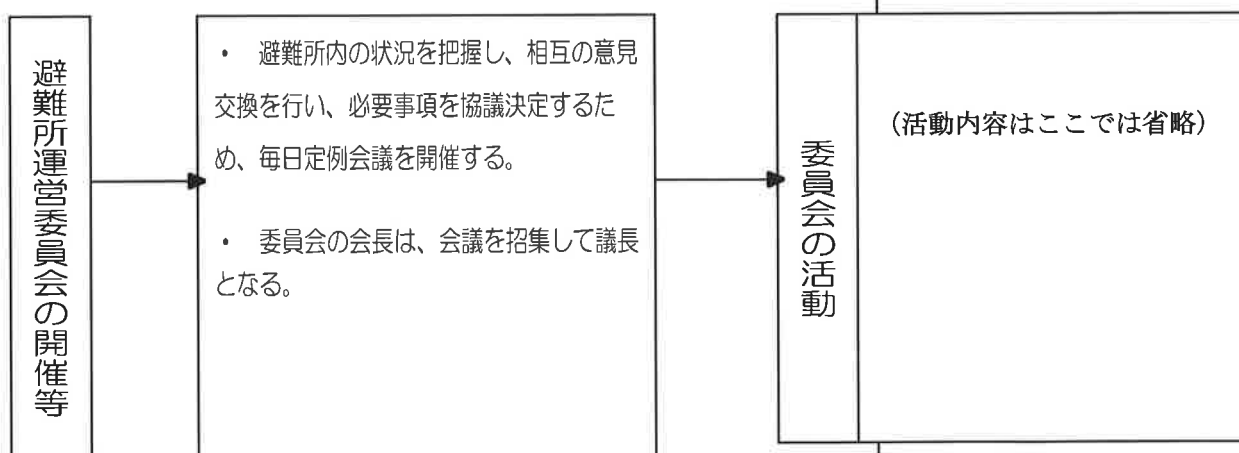 避難所運営委員会の開催等
・ 避難所内の状況を把握し、相互の意見
交換を行い、必要事項を協議決定するた
め、毎日定例会議を開催する。
・ 委員会の会長は、会議を招集して議長
となる。
委員会の活動
(活動内容はここでは省略)